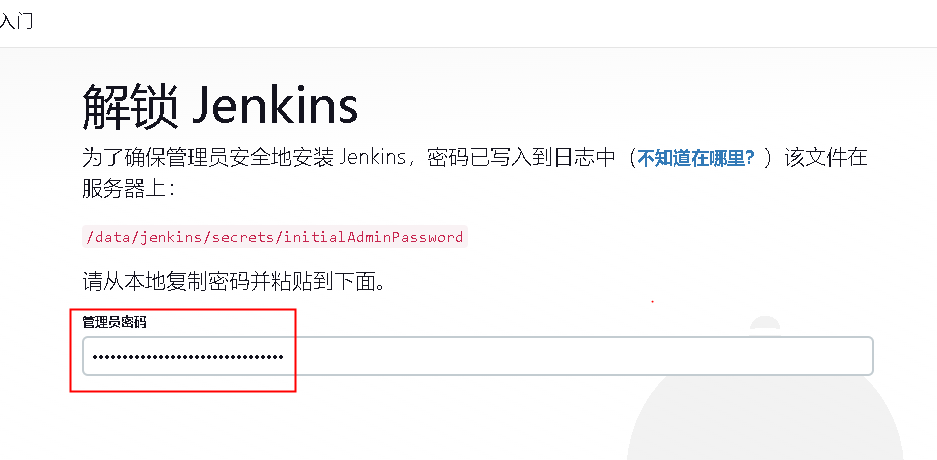 入门
解锁 Jenkins
为了确保管理员安全地安装 Jenkins，密码已写入到日志中（不知道在哪里？）该文件在
服务器上：
/data/jenkins/secrets/initialAdminPassword
请从本地复制密码并粘贴到下面。
管理员密码
••••••••••••••••••••••••••••••••